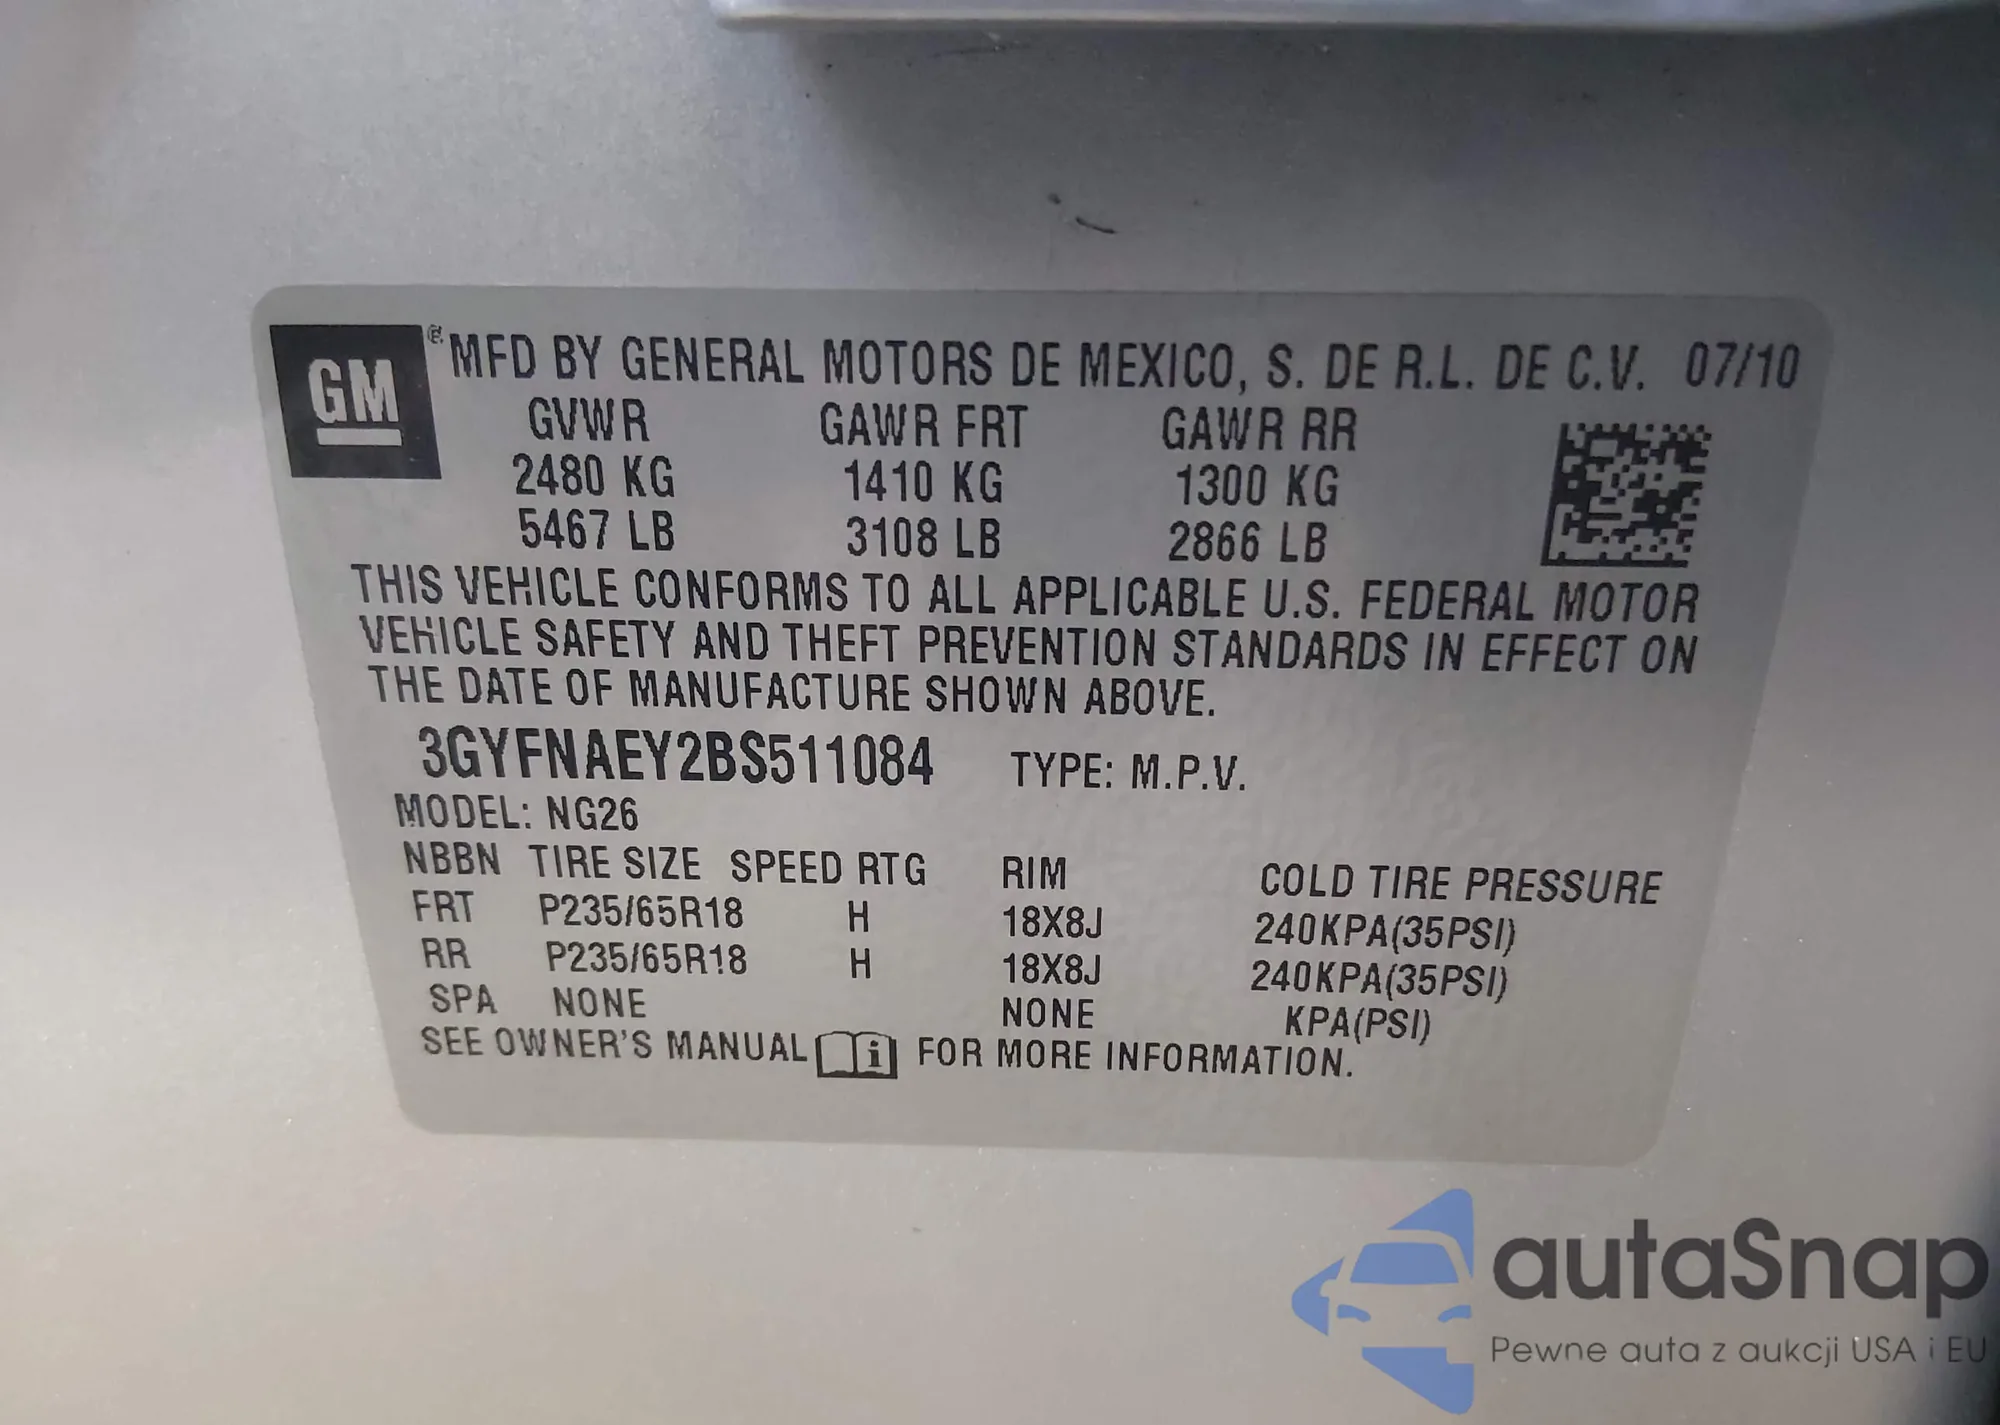 GM
® MFD BY GENERAL MOTORS DE MEXICO, S. DE R.L. DE C.V. 07/10
GVWR GAWR FRT GAWR RR
2480 KG 1410 KG 1300 KG
5467 LB 3108 LB 2866 LB
THIS VEHICLE CONFORMS TO ALL APPLICABLE U.S. FEDERAL MOTOR
VEHICLE SAFETY AND THEFT PREVENTION STANDARDS IN EFFECT ON
THE DATE OF MANUFACTURE SHOWN ABOVE.
3GYFNAEY2BS511084 TYPE: M.P.V.
MODEL: NG26
NBBN TIRE SIZE SPEED RTG RIM COLD TIRE PRESSURE
FRT P235/65R18 H 18X8J 240KPA(35PSI)
RR P235/65R18 H 18X8J 240KPA(35PSI)
SPA NONE NONE KPA(PSI)
SEE OWNER'S MANUAL i FOR MORE INFORMATION.
autaSnap
Pewne auta z aukcji USA i EU